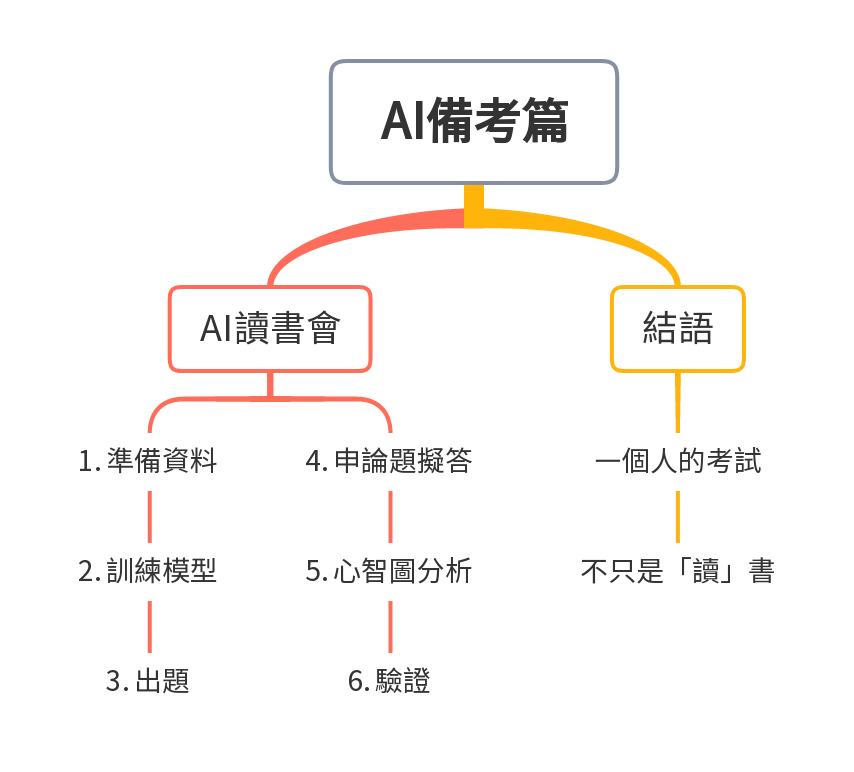 AI備考篇
AI讀書會
1. 準備資料
2. 訓練模型
3. 出題
4. 申論題擬答
5. 心智圖分析
6. 驗證
結語
一個人的考試
不只是「讀」書